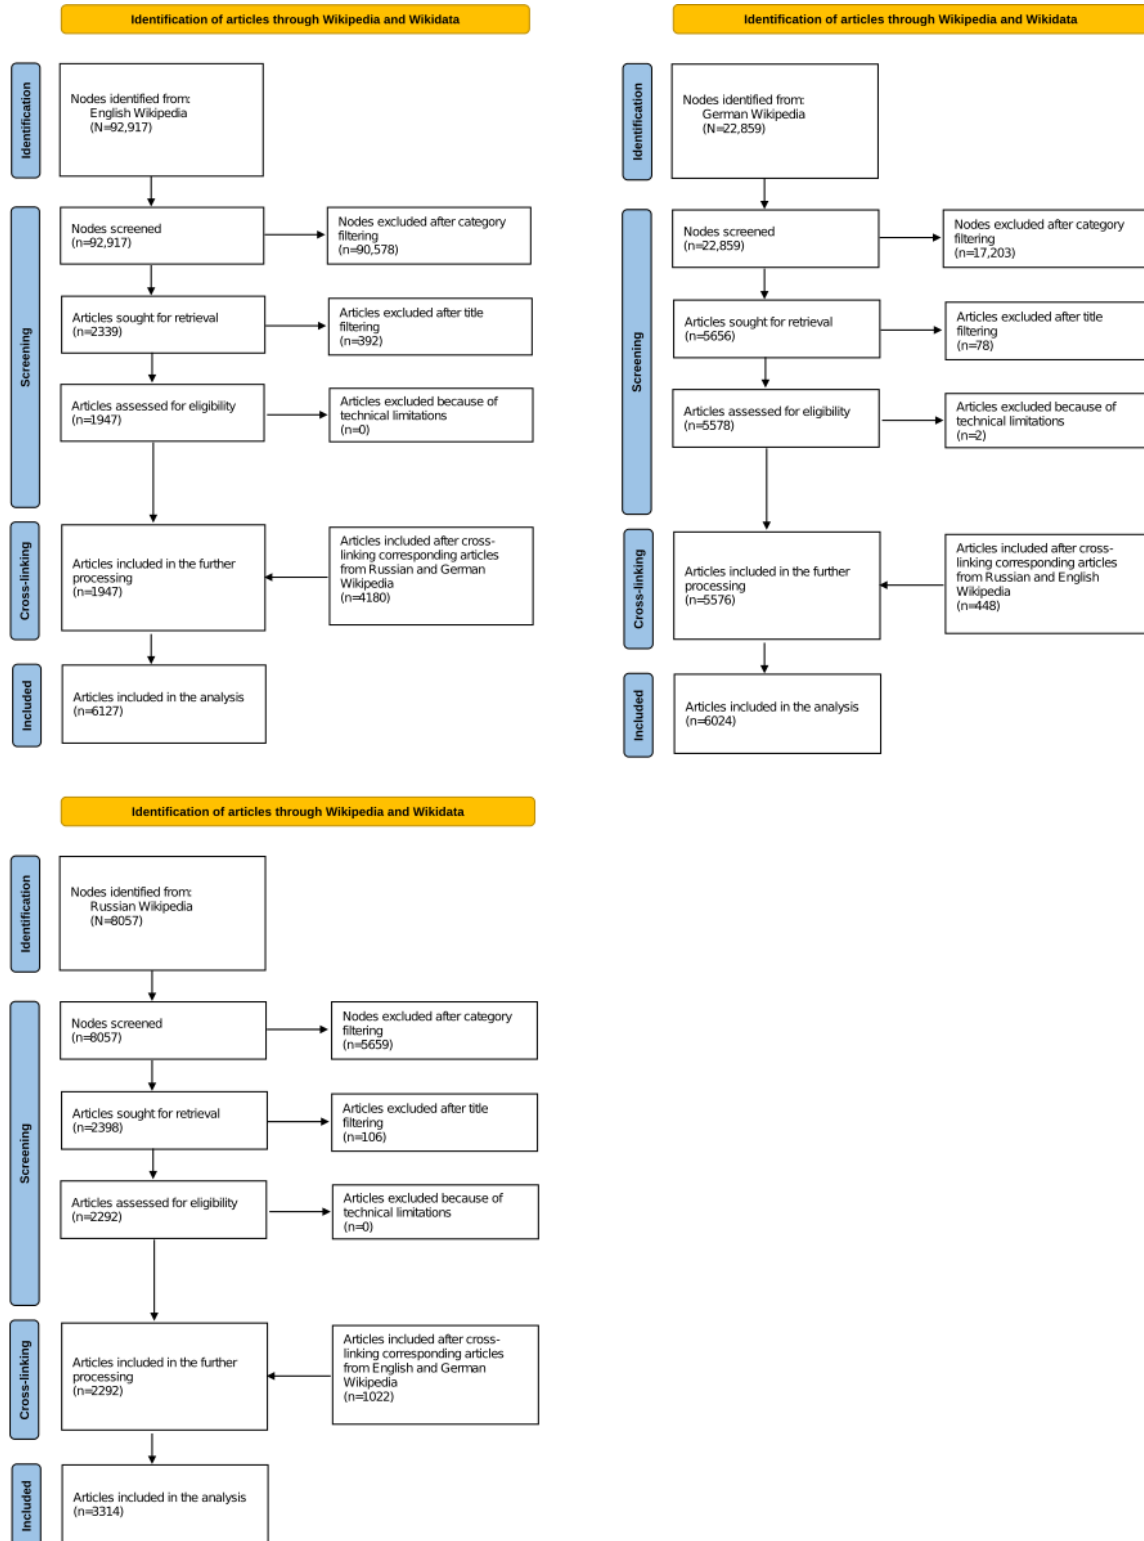 Identification of articles through Wikipedia and Wikidata
Identification
Nodes identified from:
English Wikipedia
(N=92,917)
Screening
Nodes screened
(n=92,917)
Nodes excluded after category
filtering
(n=90,578)
Articles sought for retrieval
(n=2339)
Articles excluded after title
filtering
(n=392)
Articles assessed for eligibility
(n=1947)
Articles excluded because of
technical limitations
(n=0)
Cross-linking
Articles included in the further
processing
(n=1947)
Articles included after cross-
linking corresponding articles
from Russian and German
Wikipedia
(n=4180)
Included
Articles included in the analysis
(n=6127)
Identification of articles through Wikipedia and Wikidata
Identification
Nodes identified from:
German Wikipedia
(N=22,859)
Screening
Nodes screened
(n=22,859)
Nodes excluded after category
filtering
(n=17,203)
Articles sought for retrieval
(n=5656)
Articles excluded after title
filtering
(n=78)
Articles assessed for eligibility
(n=5578)
Articles excluded because of
technical limitations
(n=2)
Cross-linking
Articles included in the further
processing
(n=5576)
Articles included after cross-
linking corresponding articles
from Russian and English
Wikipedia
(n=448)
Included
Articles included in the analysis
(n=6024)
Identification of articles through Wikipedia and Wikidata
Identification
Nodes identified from:
Russian Wikipedia
(N=8057)
Screening
Nodes screened
(n=8057)
Nodes excluded after category
filtering
(n=5659)
Articles sought for retrieval
(n=2398)
Articles excluded after title
filtering
(n=106)
Articles assessed for eligibility
(n=2292)
Articles excluded because of
technical limitations
(n=0)
Cross-linking
Articles included in the further
processing
(n=2292)
Articles included after cross-
linking corresponding articles
from English and German
Wikipedia
(n=1022)
Included
Articles included in the analysis
(n=3314)